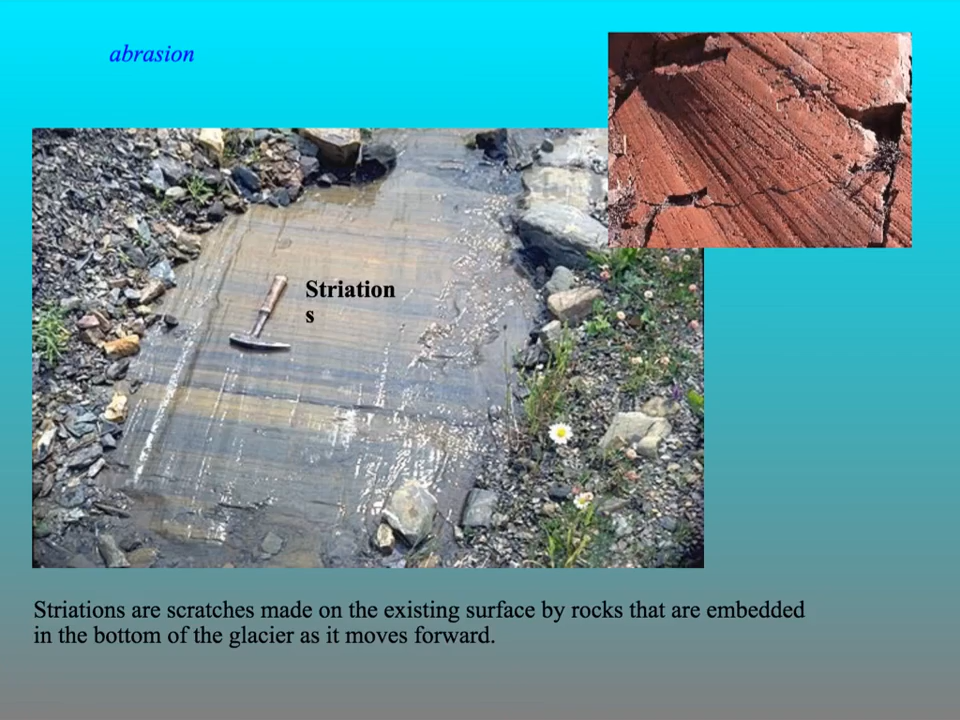 abrasion
Striation
s
Striations are scratches made on the existing surface by rocks that are embedded
in the bottom of the glacier as it moves forward.